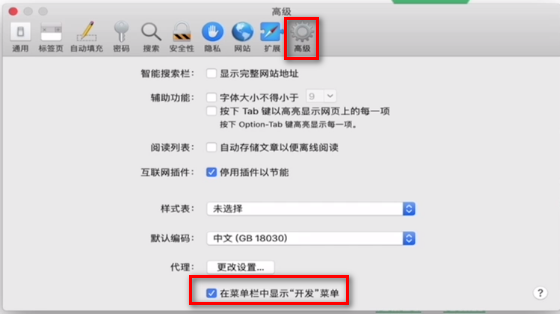 高级
通用 标签页 自动填充 密码 搜索 安全性 隐私 网站 扩展 高级
智能搜索栏: 显示完整网站地址
辅助功能: 字体大小不得小于 9
按下 Tab 键以高亮显示网页上的每一项
按下 Option-Tab 键高亮显示每一项。
阅读列表: 自动存储文章以便离线阅读
互联网插件: 停用插件以节能
样式表: 未选择
默认编码: 中文 (GB 18030)
代理: 更改设置...
在菜单栏中显示“开发”菜单
?